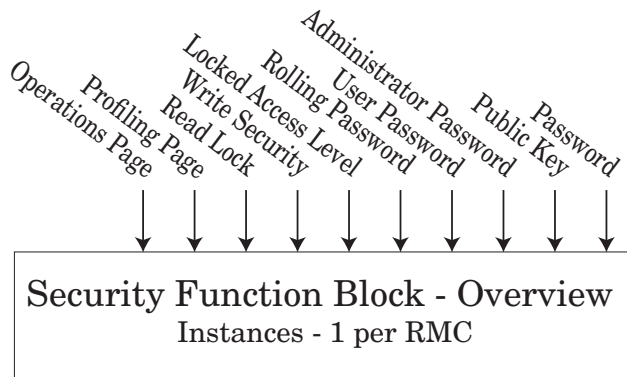 Operations Page
Profiling Page
Read Lock
Write Security
Locked Access Level
Rolling Password
User Password
Administrator Password
Public Key
Password
Security Function Block - Overview
Instances - 1 per RMC